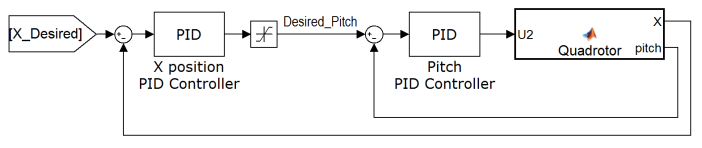 [X_Desired]
+
-
PID
X position
PID Controller
Desired_Pitch
+
-
PID
Pitch
PID Controller
U2
Quadrotor
X
pitch